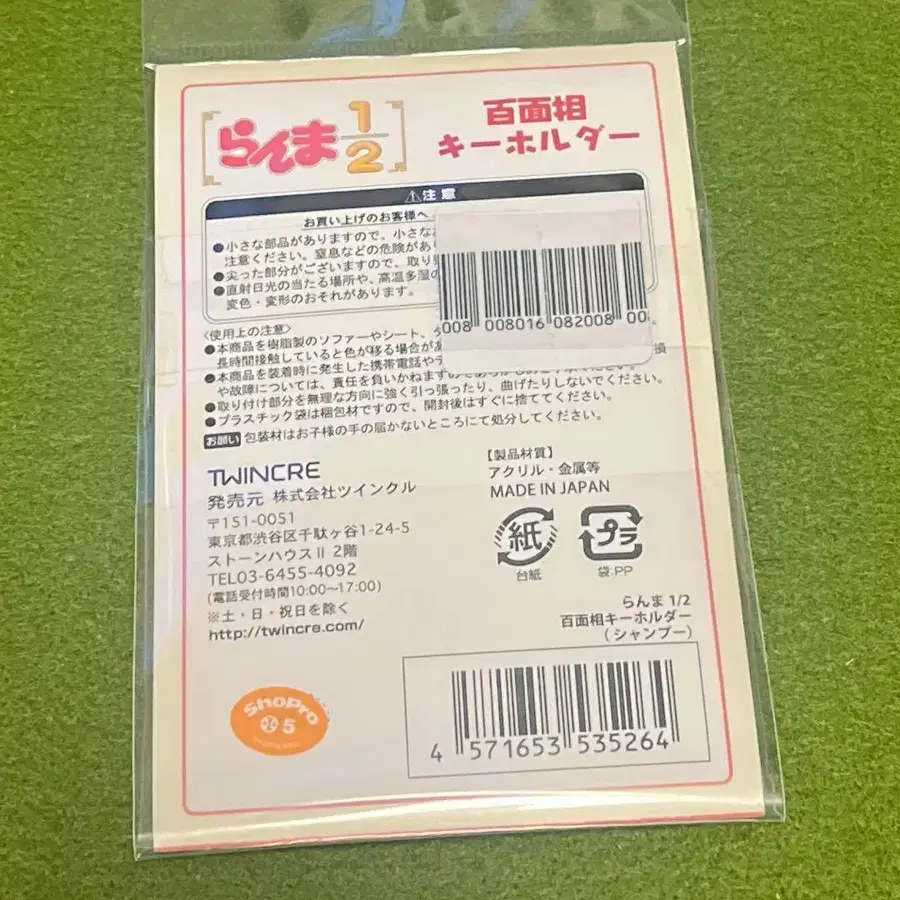 らんま1/2
百面相
キーホルダー
⚠注意
お買い上げのお客様へ
●小さな部品がありますので、小さな
注意ください。窒息などの危険があ
●尖った部分がございますので、取り
●直射日光の当たる場所や、高温多湿の
変色・変形のおそれがあります。
008 008016 082008 00
<使用上の注意>
●本商品を樹脂製のソファーやシート、
長時間接触していると色が移る場合があ
●本商品を装着時に発生した携帯電話や 損
や故障については、責任を負いかねますので
●取り付け部分を無理な方向に強く引っ張ったり、曲げたりしないでください。
●プラスチック袋は梱包材ですので、開封後はすぐに捨ててください。
お願い 包装材はお子様の手の届かないところにて処分してください。
TWINCRE
発売元 株式会社ツインクル
〒151-0051
東京都渋谷区千駄ヶ谷1-24-5
ストーンハウスⅡ 2階
TEL03-6455-4092
(電話受付時間10:00〜17:00)
※土・日・祝日を除く
http://twincre.com/
【製品材質】
アクリル・金属等
MADE IN JAPAN
紙
台紙
プラ
袋:PP
らんま 1/2
百面相キーホルダー
(シャンプー)
ShoPro
5
4 571653 535264